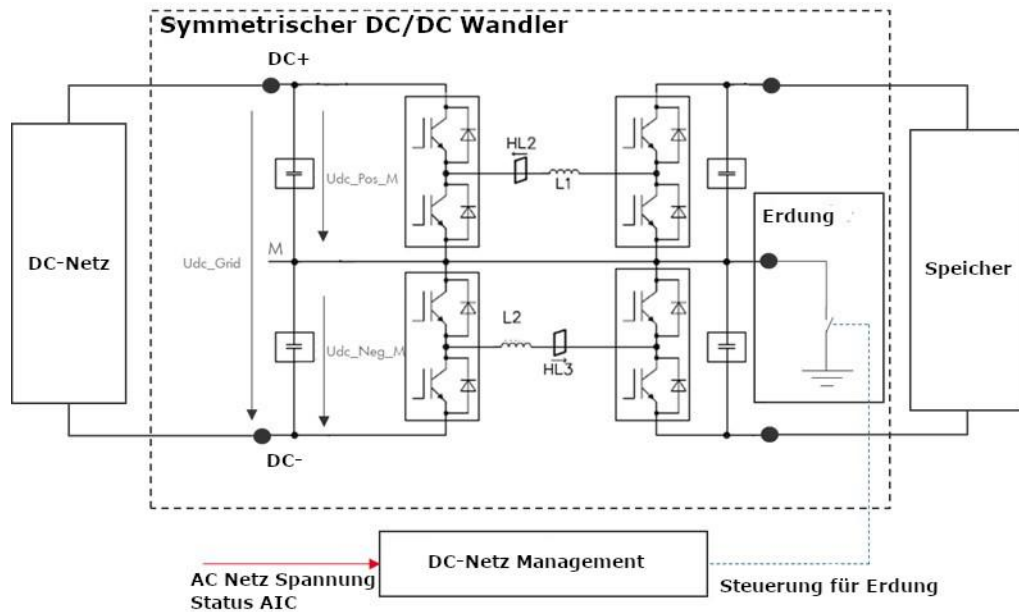 Symmetrischer DC/DC Wandler
DC+
HL2
L1
Udc_Pos_M
Erdung
M
DC-Netz
Udc_Grid
Speicher
L2
Udc_Neg_M
HL3
DC-
DC-Netz Management
AC Netz Spannung
Status AIC
Steuerung für Erdung